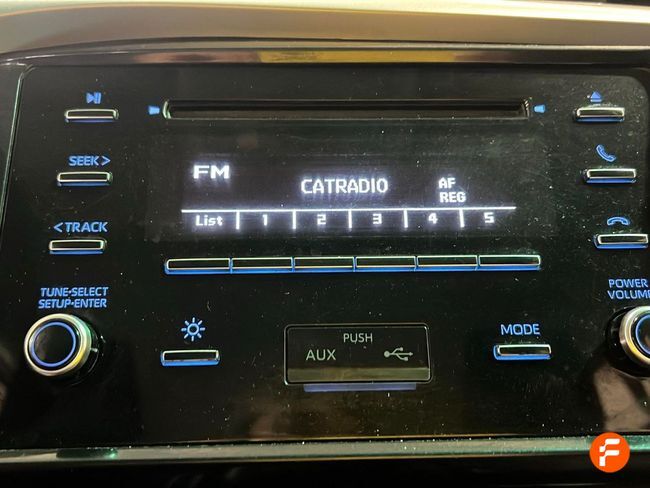 SEEK >
FM
CATRADIO
AF
REG
List 1 2 3 4 5
< TRACK
TUNE·SELECT
SETUP·ENTER
POWER
VOLUME
PUSH
AUX
MODE